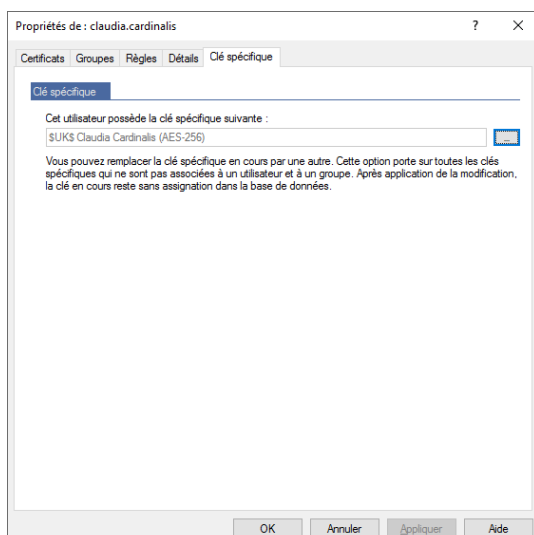 Propriétés de : claudia.cardinalis
Certificats Groupes Règles Détails Clé spécifique
Clé spécifique
Cet utilisateur possède la clé spécifique suivante :
$UK$ Claudia Cardinalis (AES-256)
...
Vous pouvez remplacer la clé spécifique en cours par une autre. Cette option porte sur toutes les clés
spécifiques qui ne sont pas associées à un utilisateur et à un groupe. Après application de la modification,
la clé en cours reste sans assignation dans la base de données.
OK Annuler Appliquer Aide